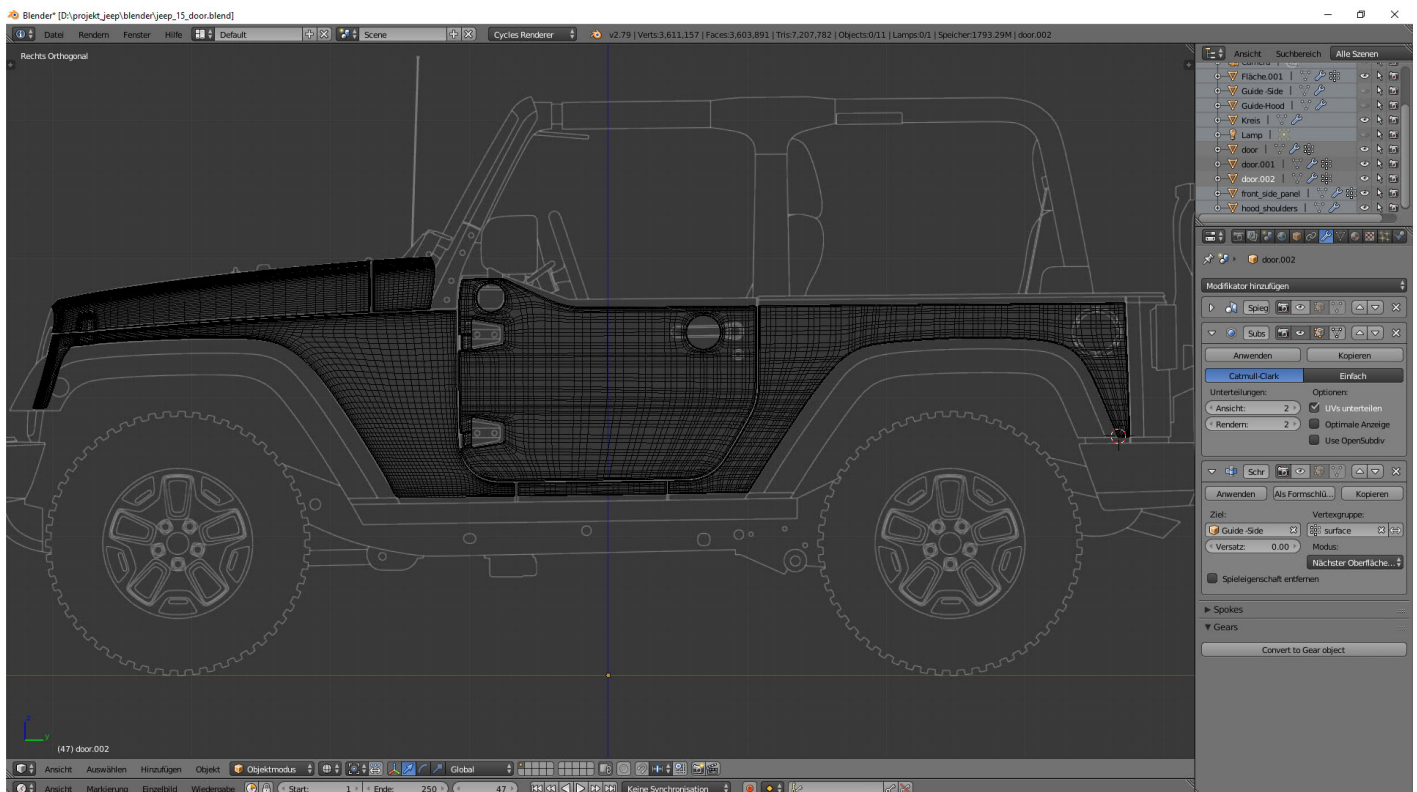 Blender* [D:\projekt_jeep\blender\jeep_15_door.blend]
Datei Rendern Fenster Hilfe Default Scene Cycles Renderer v2.79 | Verts:3,611,157 | Faces:3,603,891 | Tris:7,207,782 | Objects:0/11 | Lamps:0/1 | Speicher:1793.29M | door.002
Rechts Orthogonal
Ansicht Suchbereich Alle Szenen
Camera
Fläche.001
Guide -Side
Guide-Hood
Kreis
Lamp
door
door.001
door.002
front_side_panel
hood_shoulders
door.002
Modifikator hinzufügen
Spieg
Subs
Anwenden Kopieren
Catmull-Clark Einfach
Unterteilungen: Optionen:
Ansicht: 2 UVs unterteilen
Rendern: 2 Optimale Anzeige
Use OpenSubdiv
Schr
Anwenden Als Formschlü... Kopieren
Ziel: Vertexgruppe:
Guide -Side surface
Versatz: 0.00 Modus:
Nächster Oberfläche...
Spieleigenschaft entfernen
Spokes
Gears
Convert to Gear object
z
y
(47) door.002
Ansicht Auswählen Hinzufügen Objekt Objektmodus Global
Ansicht Markierung Einzelbild Wiedergabe Start: 1 Ende: 250 47 Keine Synchronisation